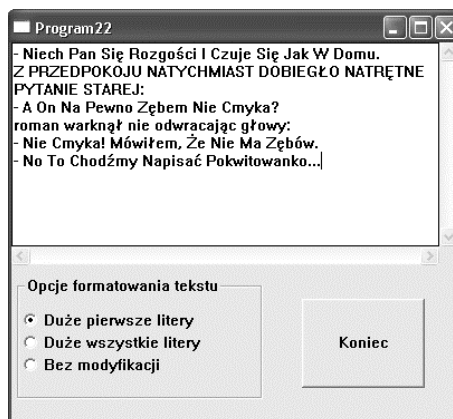 Program22
- Niech Pan Się Rozgości I Czuje Się Jak W Domu.
Z PRZEDPOKOJU NATYCHMIAST DOBIEGŁO NATRĘTNE
PYTANIE STAREJ:
- A On Na Pewno Zębem Nie Cmyka?
roman warknął nie odwracając głowy:
- Nie Cmyka! Mówiłem, Że Nie Ma Zębów.
- No To Chodźmy Napisać Pokwitowanko...
Opcje formatowania tekstu
Duże pierwsze litery
Duże wszystkie litery
Bez modyfikacji
Koniec